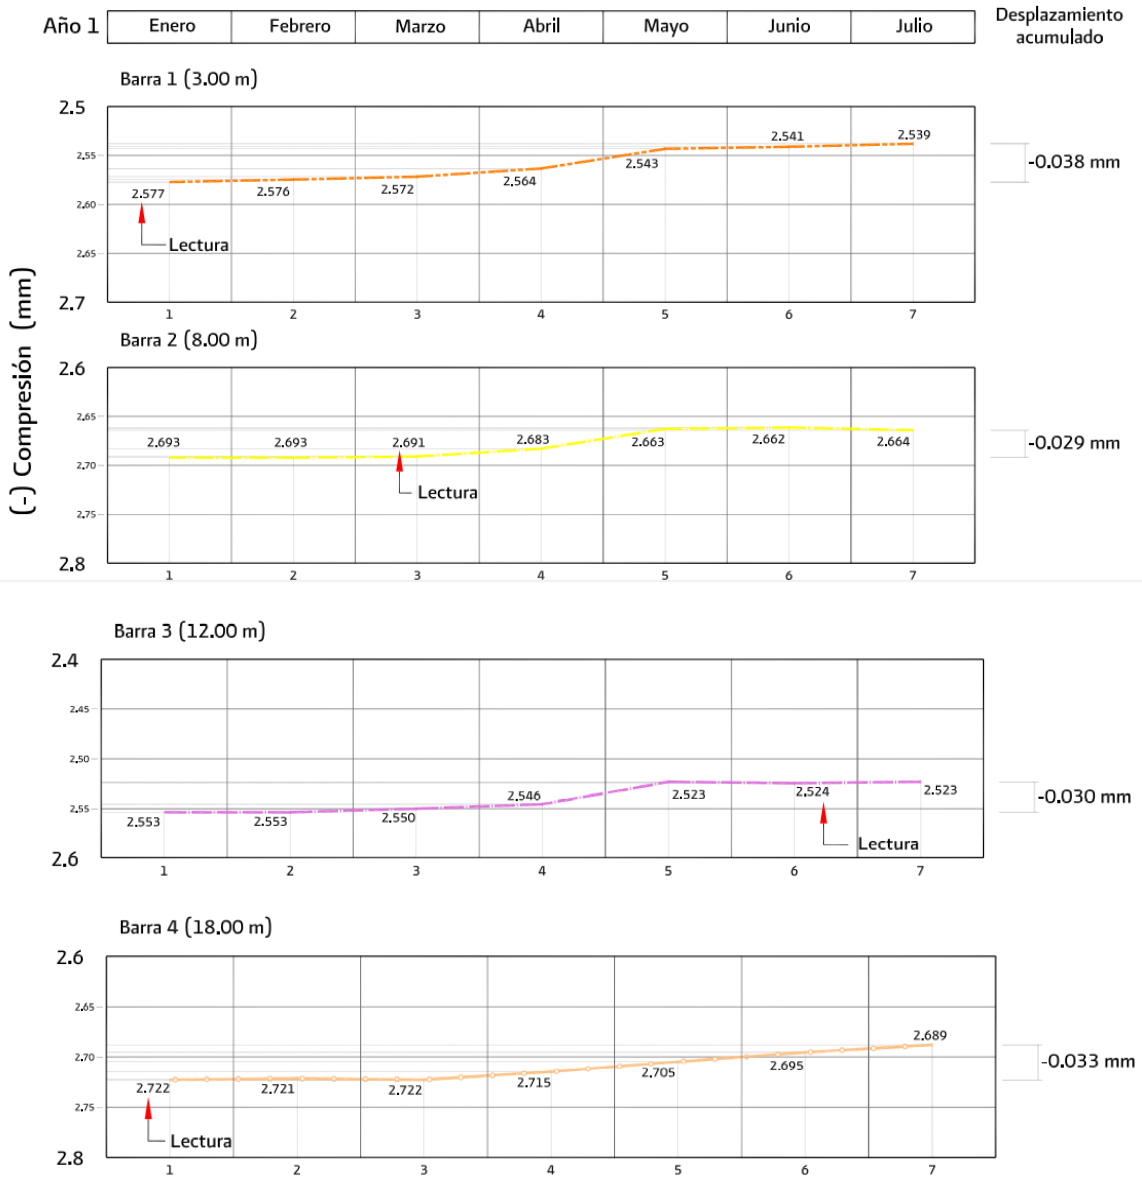 Año 1 Enero Febrero Marzo Abril Mayo Junio Julio Desplazamiento
acumulado
(-) Compresión (mm)
Barra 1 (3.00 m)
2.5
2.541 2.539
2.55 2.543
-0.038 mm
2.577 2.576 2.572 2.564
2.60
Lectura
2.65
2.7
1 2 3 4 5 6 7
Barra 2 (8.00 m)
2.6
2.65
2.693 2.693 2.691 2.683 2.663 2.662 2.664
-0.029 mm
2.70
Lectura
2.75
2.8
1 2 3 4 5 6 7
Barra 3 (12.00 m)
2.4
2.45
2.50
2.546 2.523 2.524 2.523
-0.030 mm
2.55
2.553 2.553 2.550
Lectura
2.6
1 2 3 4 5 6 7
Barra 4 (18.00 m)
2.6
2.65
2.689
2.70
2.705 2.695
-0.033 mm
2.722 2.721 2.722 2.715
2.75
Lectura
2.8
1 2 3 4 5 6 7